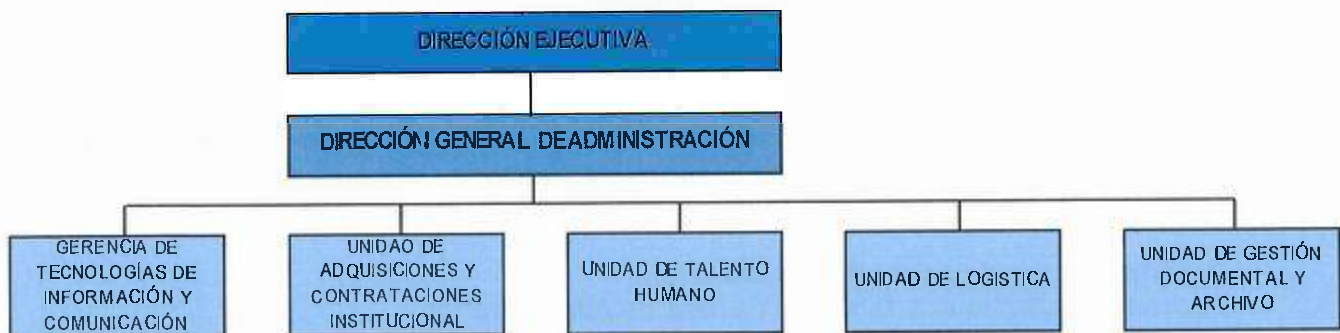 DIRECCIÓN EJECUTIVA
DIRECCIÓN GENERAL DEADMINISTRACIÓN
GERENCIA DE
TECNOLOGÍAS DE
INFORMACIÓN Y
COMUNICACIÓN
UNIDAO DE
ADQUISICIONES Y
CONTRATACIONES
INSTITUCIONAL
UNIDAD DE TALENTO
HUMANO
UNIDAD DE LOGISTICA
UNIDAD DE GESTIÓN
DOCUMENTAL Y
ARCHIVO